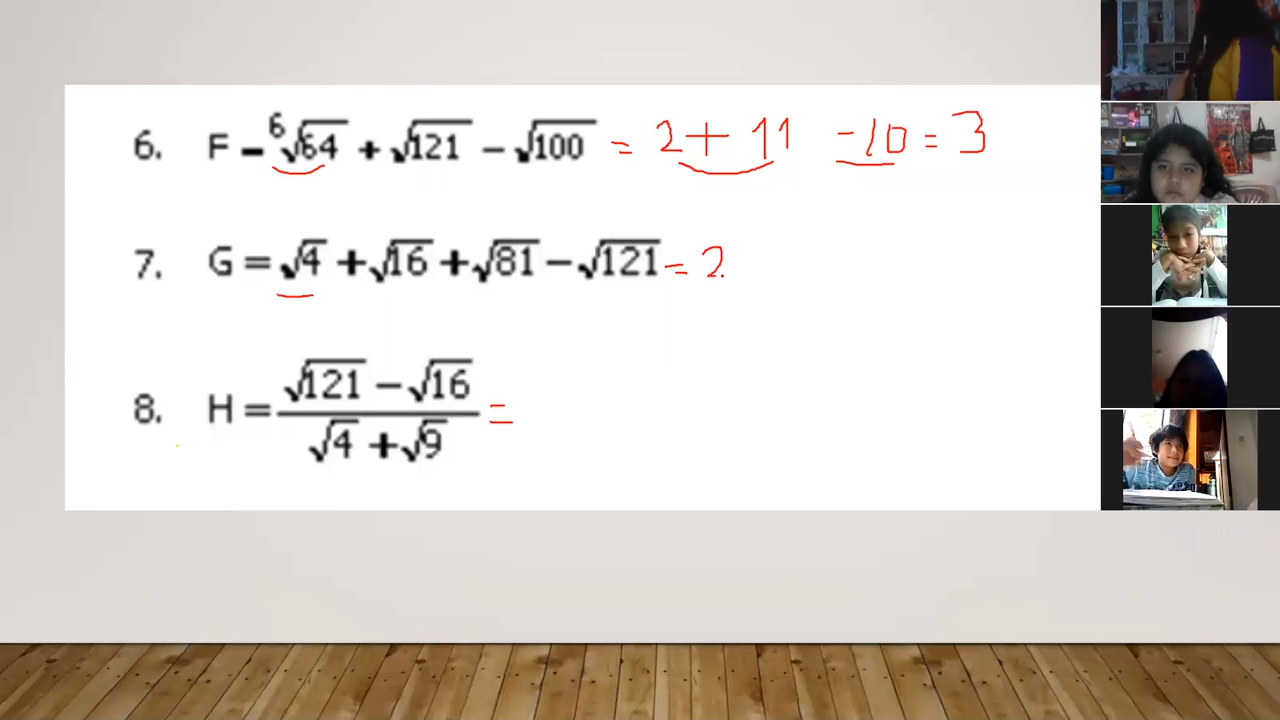 6. F = ⁶√64 + √121 − √100 = 2 + 11 − 10 = 3
7. G = √4 + √16 + √81 − √121 = 2
8. H = (√121 − √16) / (√4 + √9) =